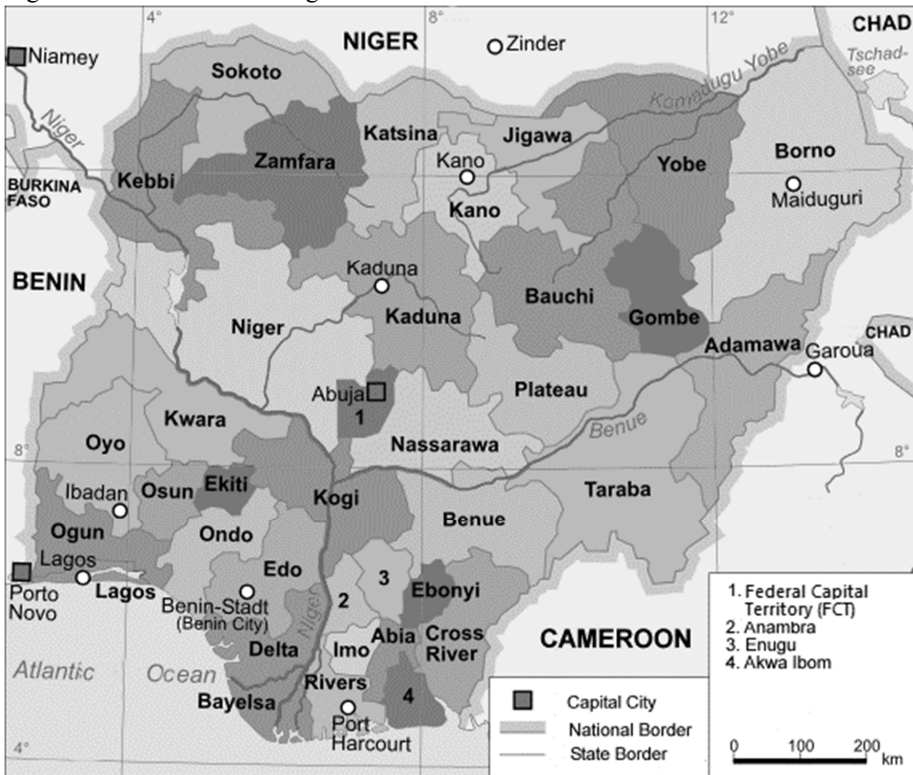 4°
8°
12°
CHAD
NIGER
Zinder
Niamey
Tschad-
see
Sokoto
Komadugu Yobe
Niger
Katsina
Jigawa
Borno
Zamfara
Kano
Yobe
Kebbi
BURKINA
FASO
Maiduguri
Kano
BENIN
Kaduna
Bauchi
Niger
Kaduna
Gombe
Adamawa
CHAD
Garoua
Abuja
1
Plateau
Kwara
Benue
Oyo
Nassarawa
8°
8°
Ibadan
Osun
Ekiti
Kogi
Taraba
Ogun
Ondo
Benue
Lagos
Edo
3
Ebonyi
Porto
Novo
Lagos
Benin-Stadt
(Benin City)
Niger
2
Delta
Imo
Abia
Cross
River
CAMEROON
Atlantic
Ocean
Bayelsa
Rivers
4
Port
Harcourt
4°
1. Federal Capital
Territory (FCT)
2. Anambra
3. Enugu
4. Akwa Ibom
Capital City
National Border
State Border
0 100 200
km